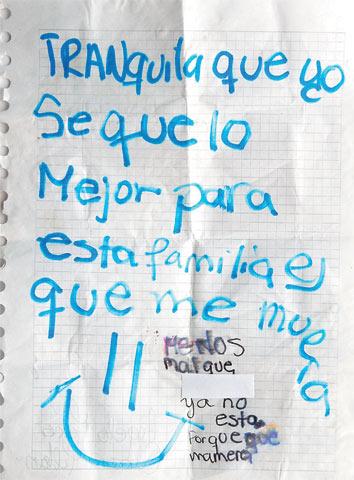 TRANquila que yo
Se que lo
Mejor para
esta familia es
que me muera
MENOS
mal que
ya no
esta
Porque que
mamera